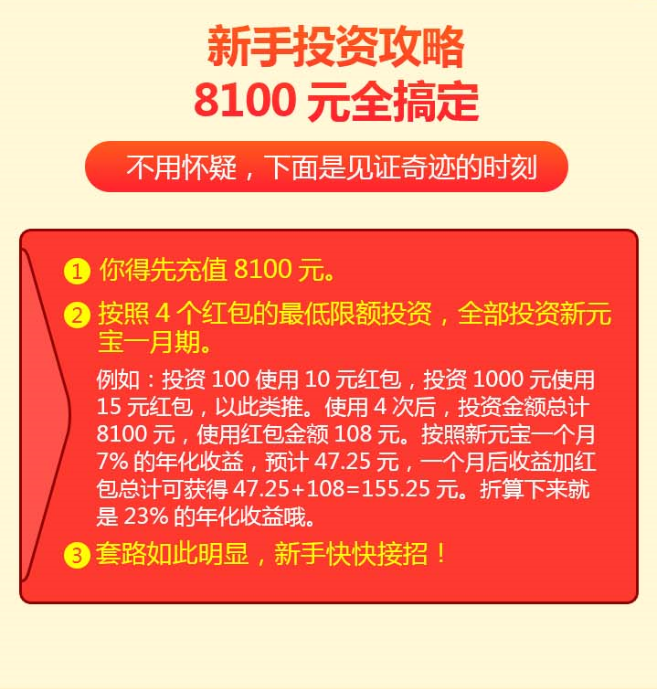 新手投资攻略
8100 元全搞定
不用怀疑，下面是见证奇迹的时刻
1 你得先充值 8100 元。
2 按照 4 个红包的最低限额投资，全部投资新元
宝一月期。
例如：投资 100 使用 10 元红包，投资 1000 元使用
15 元红包，以此类推。使用 4 次后，投资金额总计
8100 元，使用红包金额 108 元。按照新元宝一个月
7% 的年化收益，预计 47.25 元，一个月后收益加红
包总计可获得 47.25+108=155.25 元。折算下来就
是 23% 的年化收益哦。
3 套路如此明显，新手快快接招！